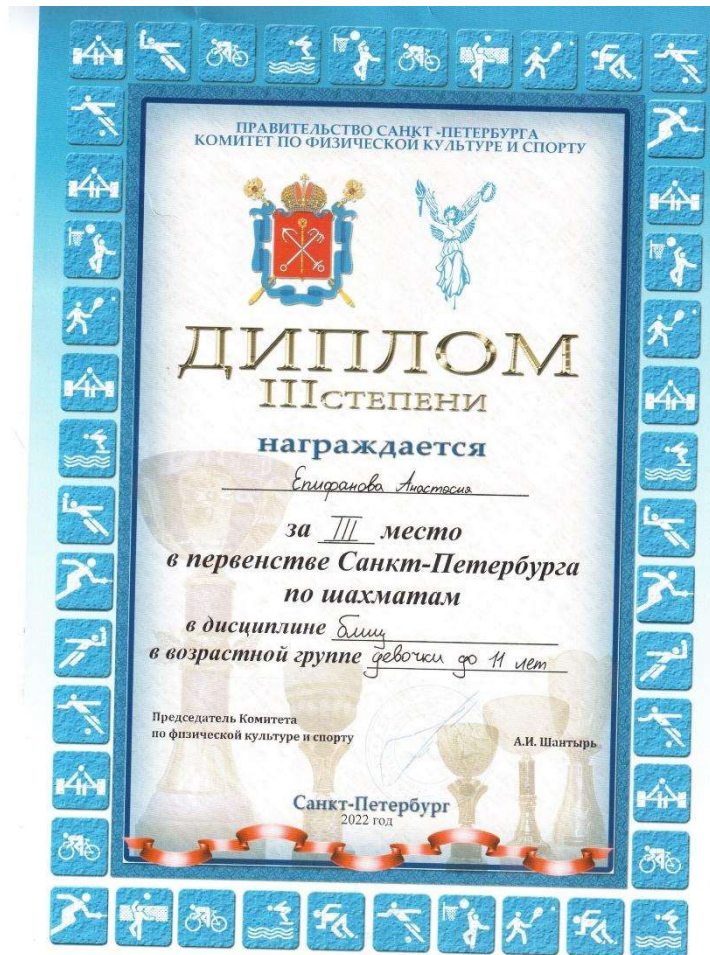 ПРАВИТЕЛЬСТВО САНКТ -ПЕТЕРБУРГА
КОМИТЕТ ПО ФИЗИЧЕСКОЙ КУЛЬТУРЕ И СПОРТУ
ДИПЛОМ
III СТЕПЕНИ
награждается
Епифанова Анастасия
за III место
в первенстве Санкт-Петербурга
по шахматам
в дисциплине блиц
в возрастной группе девочки до 11 лет
Председатель Комитета
по физической культуре и спорту
А.И. Шантырь
Санкт-Петербург
2022 год